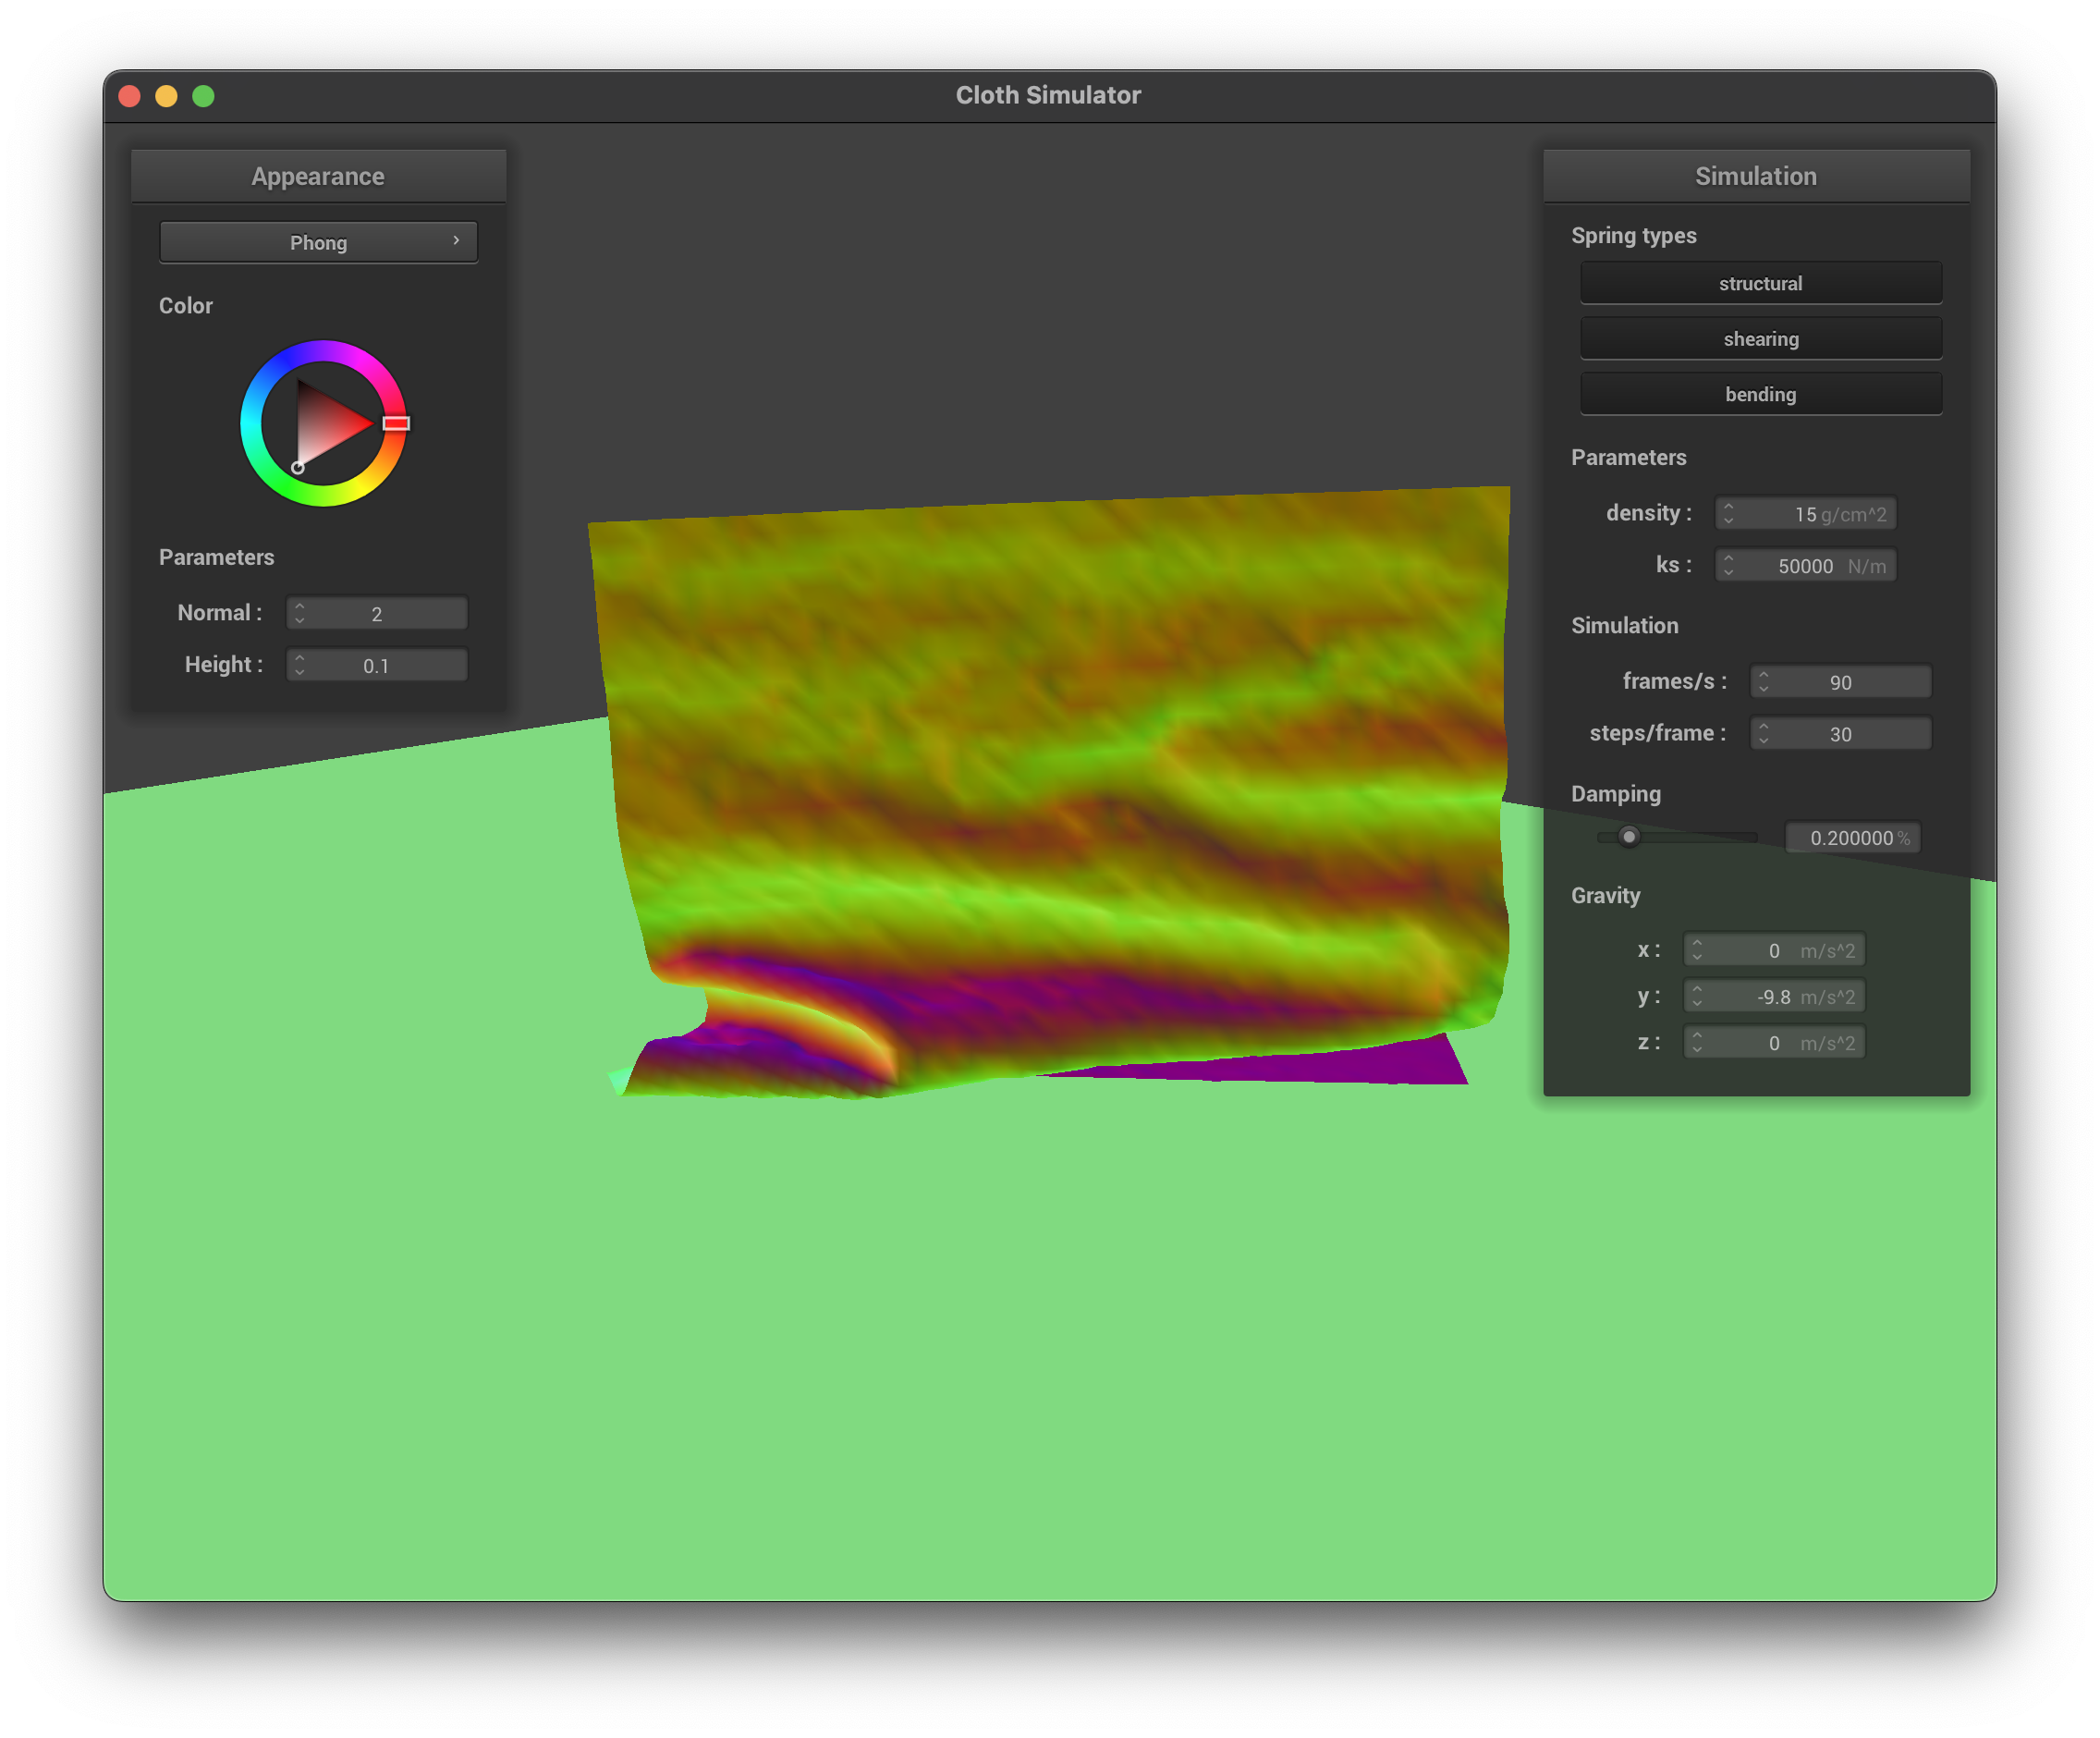 Cloth Simulator
Appearance
Phong
Color
Parameters
Normal : 2
Height : 0.1
Simulation
Spring types
structural
shearing
bending
Parameters
density : 15 g/cm^2
ks : 50000 N/m
Simulation
frames/s : 90
steps/frame : 30
Damping
0.200000 %
Gravity
x : 0 m/s^2
y : -9.8 m/s^2
z : 0 m/s^2